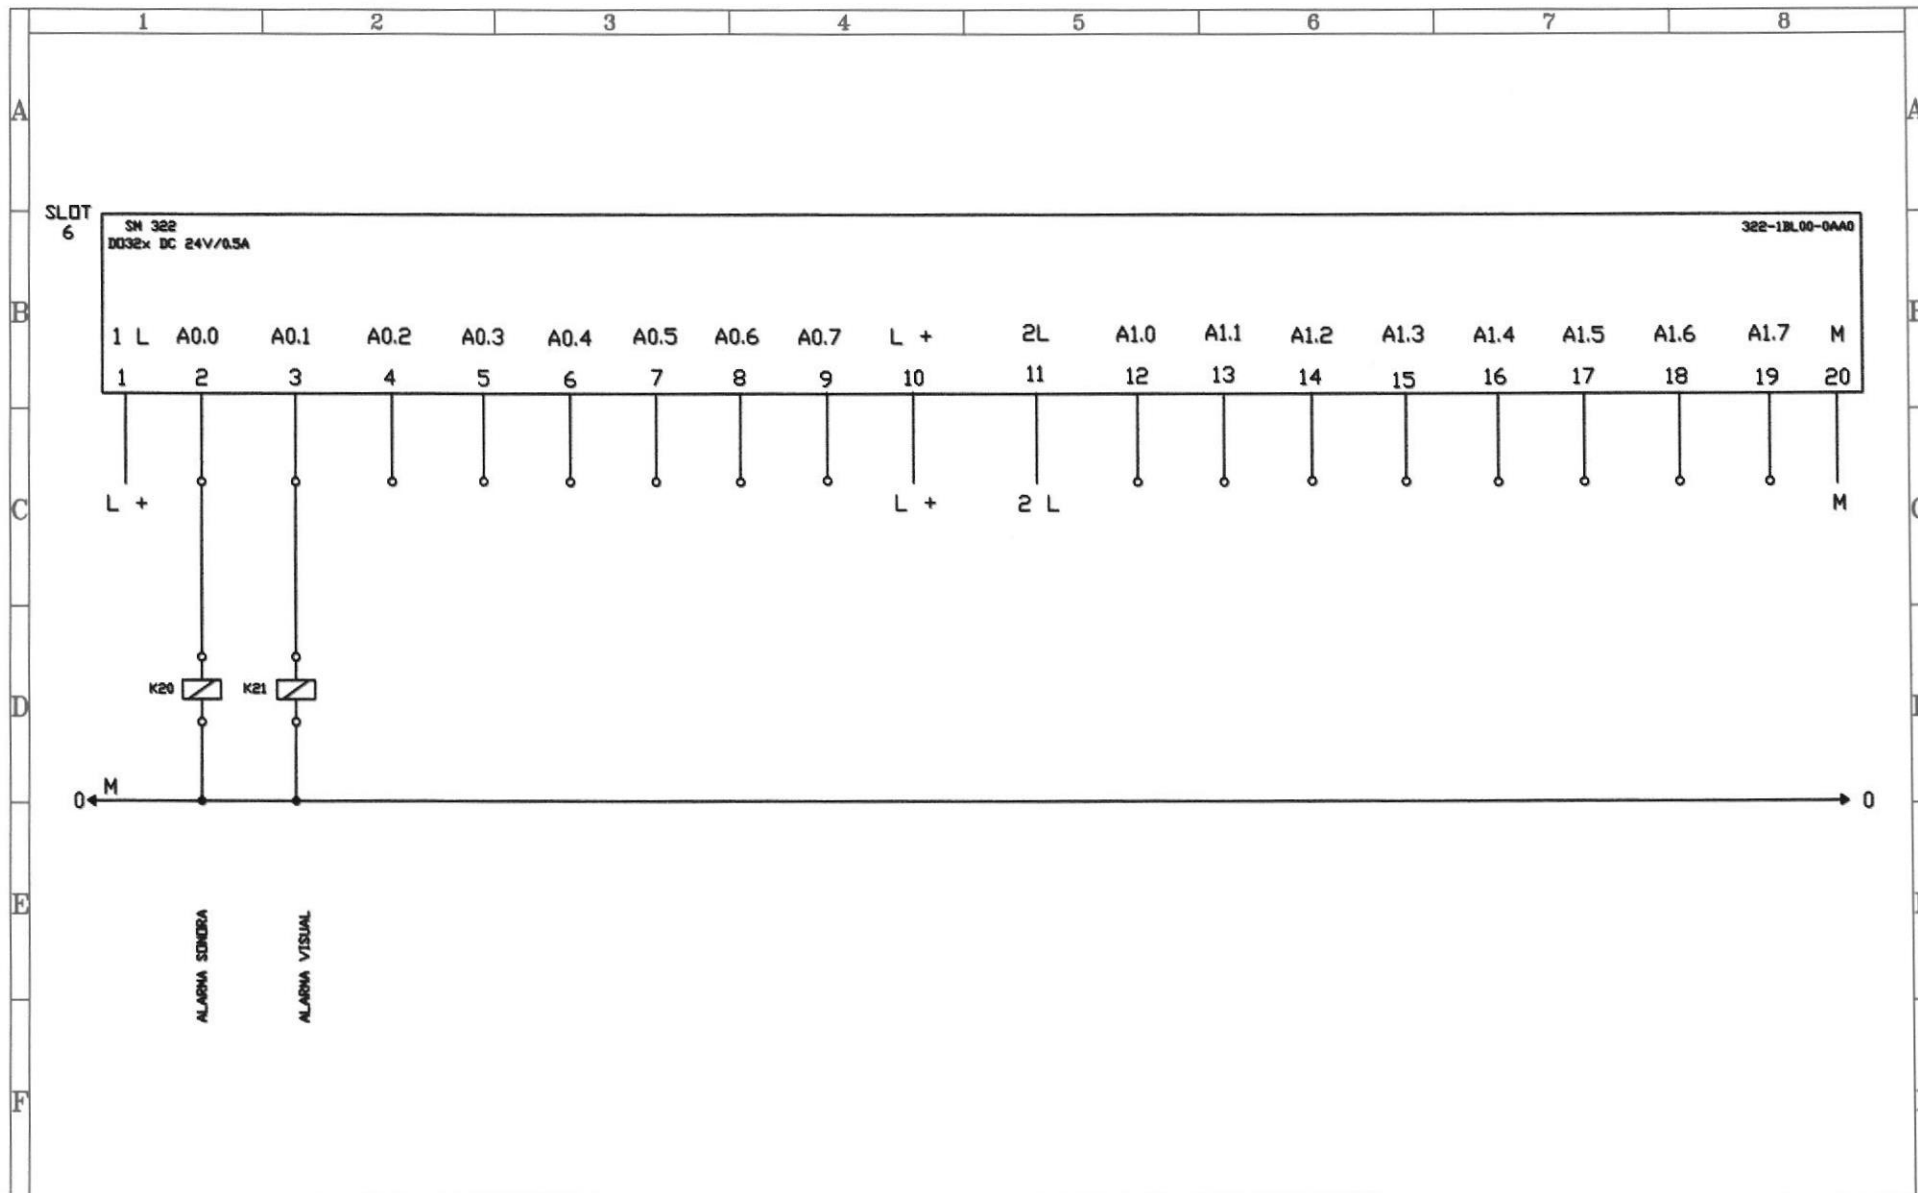 1 2 3 4 5 6 7 8
A A
SLOT
6
SM 322
DO32x DC 24V/0.5A
322-1BL00-0AA0
B
1 L A0.0 A0.1 A0.2 A0.3 A0.4 A0.5 A0.6 A0.7 L + 2L A1.0 A1.1 A1.2 A1.3 A1.4 A1.5 A1.6 A1.7 M
1 2 3 4 5 6 7 8 9 10 11 12 13 14 15 16 17 18 19 20
C
L + L + 2 L M
K20 K21
D
M
0 0
E
ALARMA SONORA
ALARMA VISUAL
F